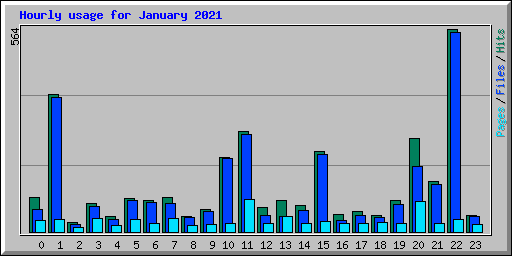 Hourly usage for January 2021
564
Pages / Files / Hits
0 1 2 3 4 5 6 7 8 9 10 11 12 13 14 15 16 17 18 19 20 21 22 23